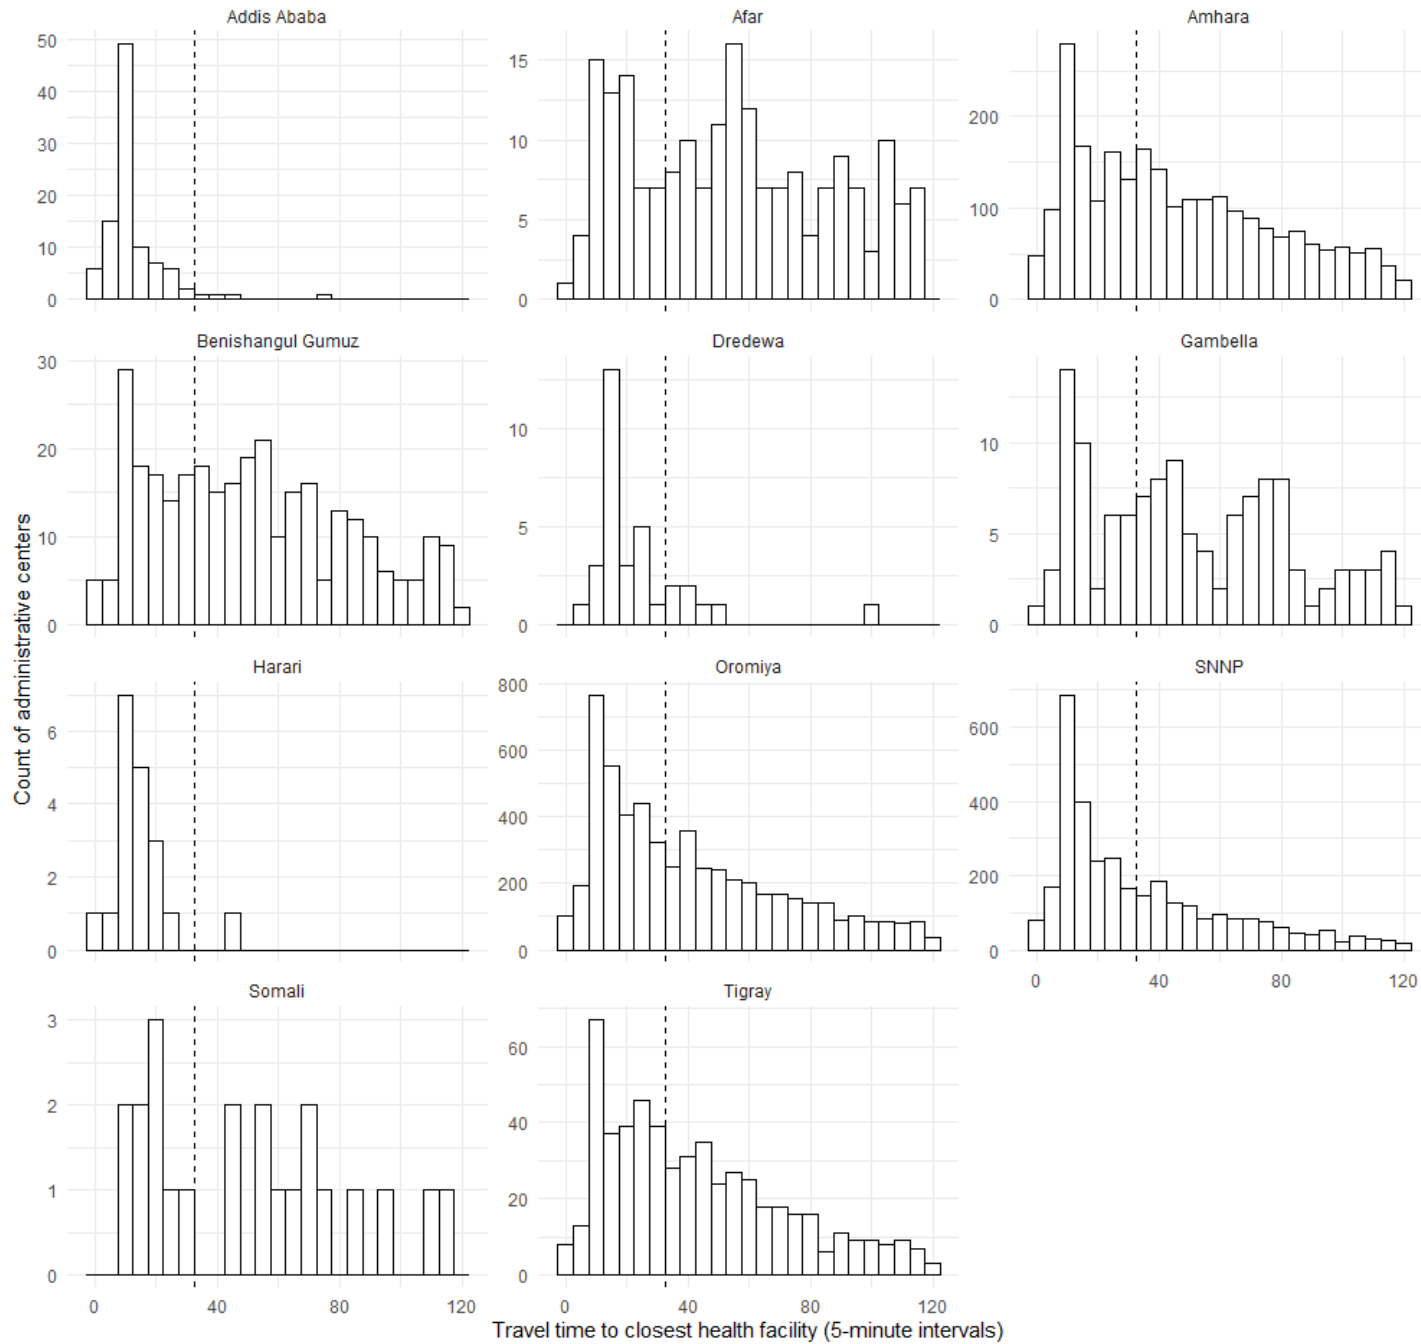 Addis Ababa
Afar
Amhara
50
40
30
20
10
0
15
10
5
0
200
100
0
Benishangul Gumuz
Dredewa
Gambella
30
20
10
0
10
5
0
10
5
0
Harari
Oromiya
SNNP
6
4
2
0
800
600
400
200
0
600
400
200
0
0 40 120
Somali
Tigray
3
2
1
0
60
40
20
0
0 40 80 120
0 40 80 120
80
Count of administrative centers
Travel time to closest health facility (5-minute intervals)